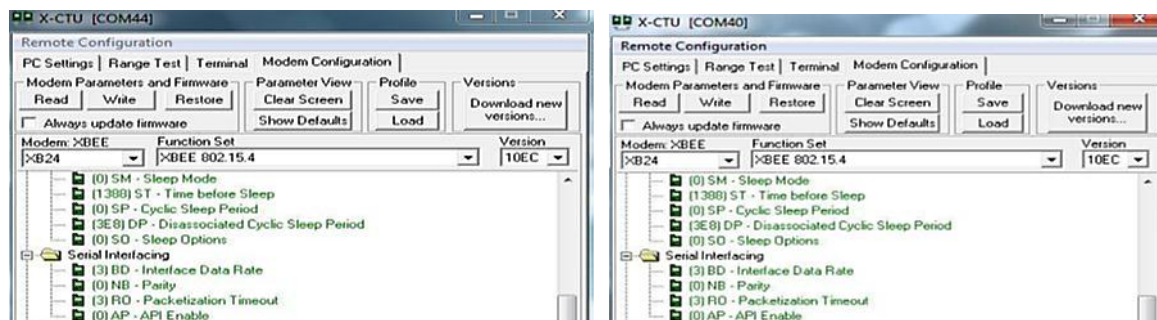 X-CTU [COM44]
Remote Configuration
PC Settings Range Test Terminal Modem Configuration
Modem Parameters and Firmware Parameter View Profile Versions
Read Write Restore Clear Screen Save Download new versions...
Always update firmware Show Defaults Load
Modem: XBEE Function Set Version
XB24 XBEE 802.15.4 10EC
(0) SM - Sleep Mode
(1388) ST - Time before Sleep
(0) SP - Cyclic Sleep Period
(3E8) DP - Disassociated Cyclic Sleep Period
(0) SO - Sleep Options
Serial Interfacing
(3) BD - Interface Data Rate
(0) NB - Parity
(3) RO - Packetization Timeout
(0) AP - API Enable
X-CTU [COM40]
Remote Configuration
PC Settings Range Test Terminal Modem Configuration
Modem Parameters and Firmware Parameter View Profile Versions
Read Write Restore Clear Screen Save Download new versions...
Always update firmware Show Defaults Load
Modem: XBEE Function Set Version
XB24 XBEE 802.15.4 10EC
(0) SM - Sleep Mode
(1388) ST - Time before Sleep
(0) SP - Cyclic Sleep Period
(3E8) DP - Disassociated Cyclic Sleep Period
(0) SO - Sleep Options
Serial Interfacing
(3) BD - Interface Data Rate
(0) NB - Parity
(3) RO - Packetization Timeout
(0) AP - API Enable